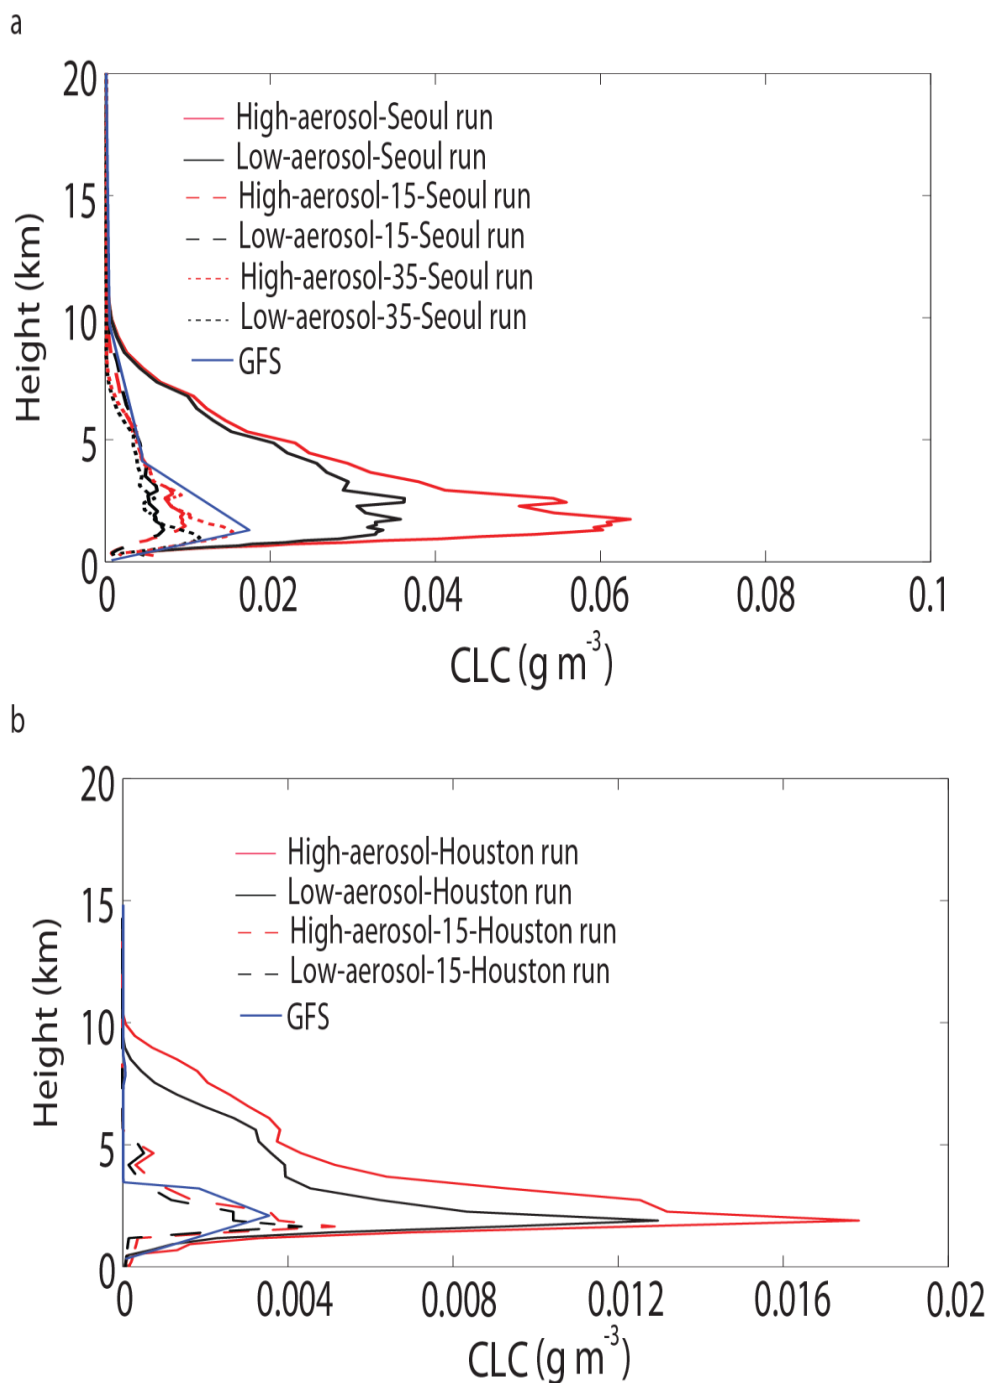 a
20
15
10
5
0
High-aerosol-Seoul run
Low-aerosol-Seoul run
High-aerosol-15-Seoul run
Low-aerosol-15-Seoul run
High-aerosol-35-Seoul run
Low-aerosol-35-Seoul run
GFS
Height (km)
0 0.02 0.04 0.06 0.08 0.1
CLC (g m-3)
b
20
15
10
5
0
High-aerosol-Houston run
Low-aerosol-Houston run
High-aerosol-15-Houston run
Low-aerosol-15-Houston run
GFS
Height (km)
0 0.004 0.008 0.012 0.016 0.02
CLC (g m-3)